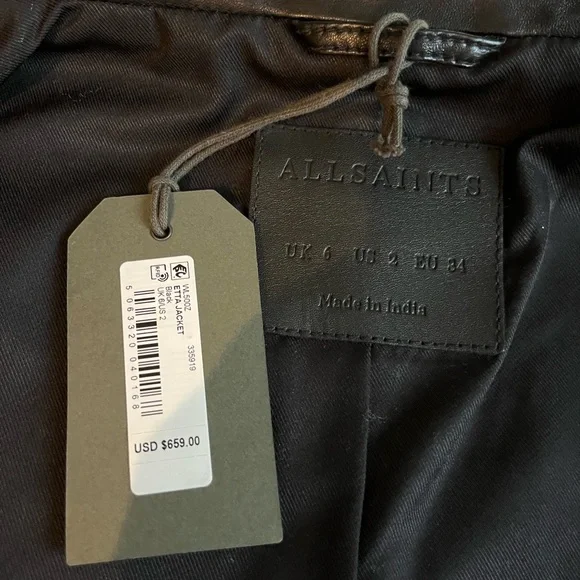 ALLSAINTS
UK 6 US 2 EU 34
Made in India
WL500Z 335919
ETTA JACKET
Black
UK 6/US 2
5 063320 040168
USD $659.00